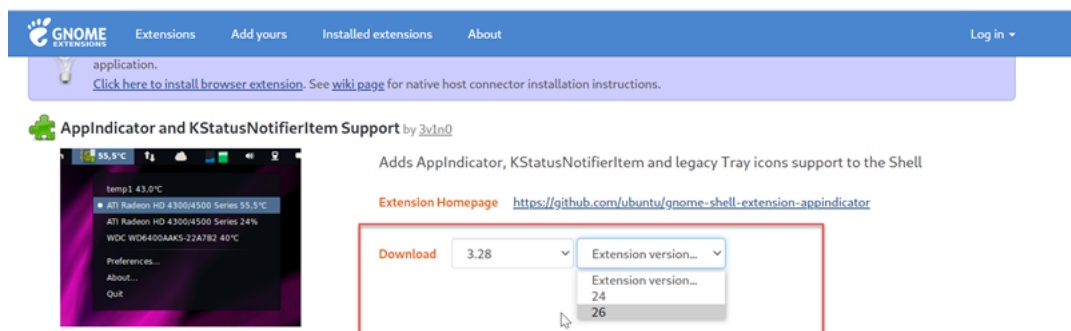 GNOME
EXTENSIONS
Extensions
Add yours
Installed extensions
About
Log in
application.
Click here to install browser extension. See wiki page for native host connector installation instructions.
AppIndicator and KStatusNotifierItem Support by 3v1n0
55,5°C
temp1 43.0°C
ATI Radeon HD 4300/4500 Series 55.5°C
ATI Radeon HD 4300/4500 Series 24%
WDC WD6400AAKS-22A7B2 40°C
Preferences...
About...
Quit
Adds AppIndicator, KStatusNotifierItem and legacy Tray icons support to the Shell
Extension Homepage https://github.com/ubuntu/gnome-shell-extension-appindicator
Download 3.28 Extension version...
Extension version...
24
26